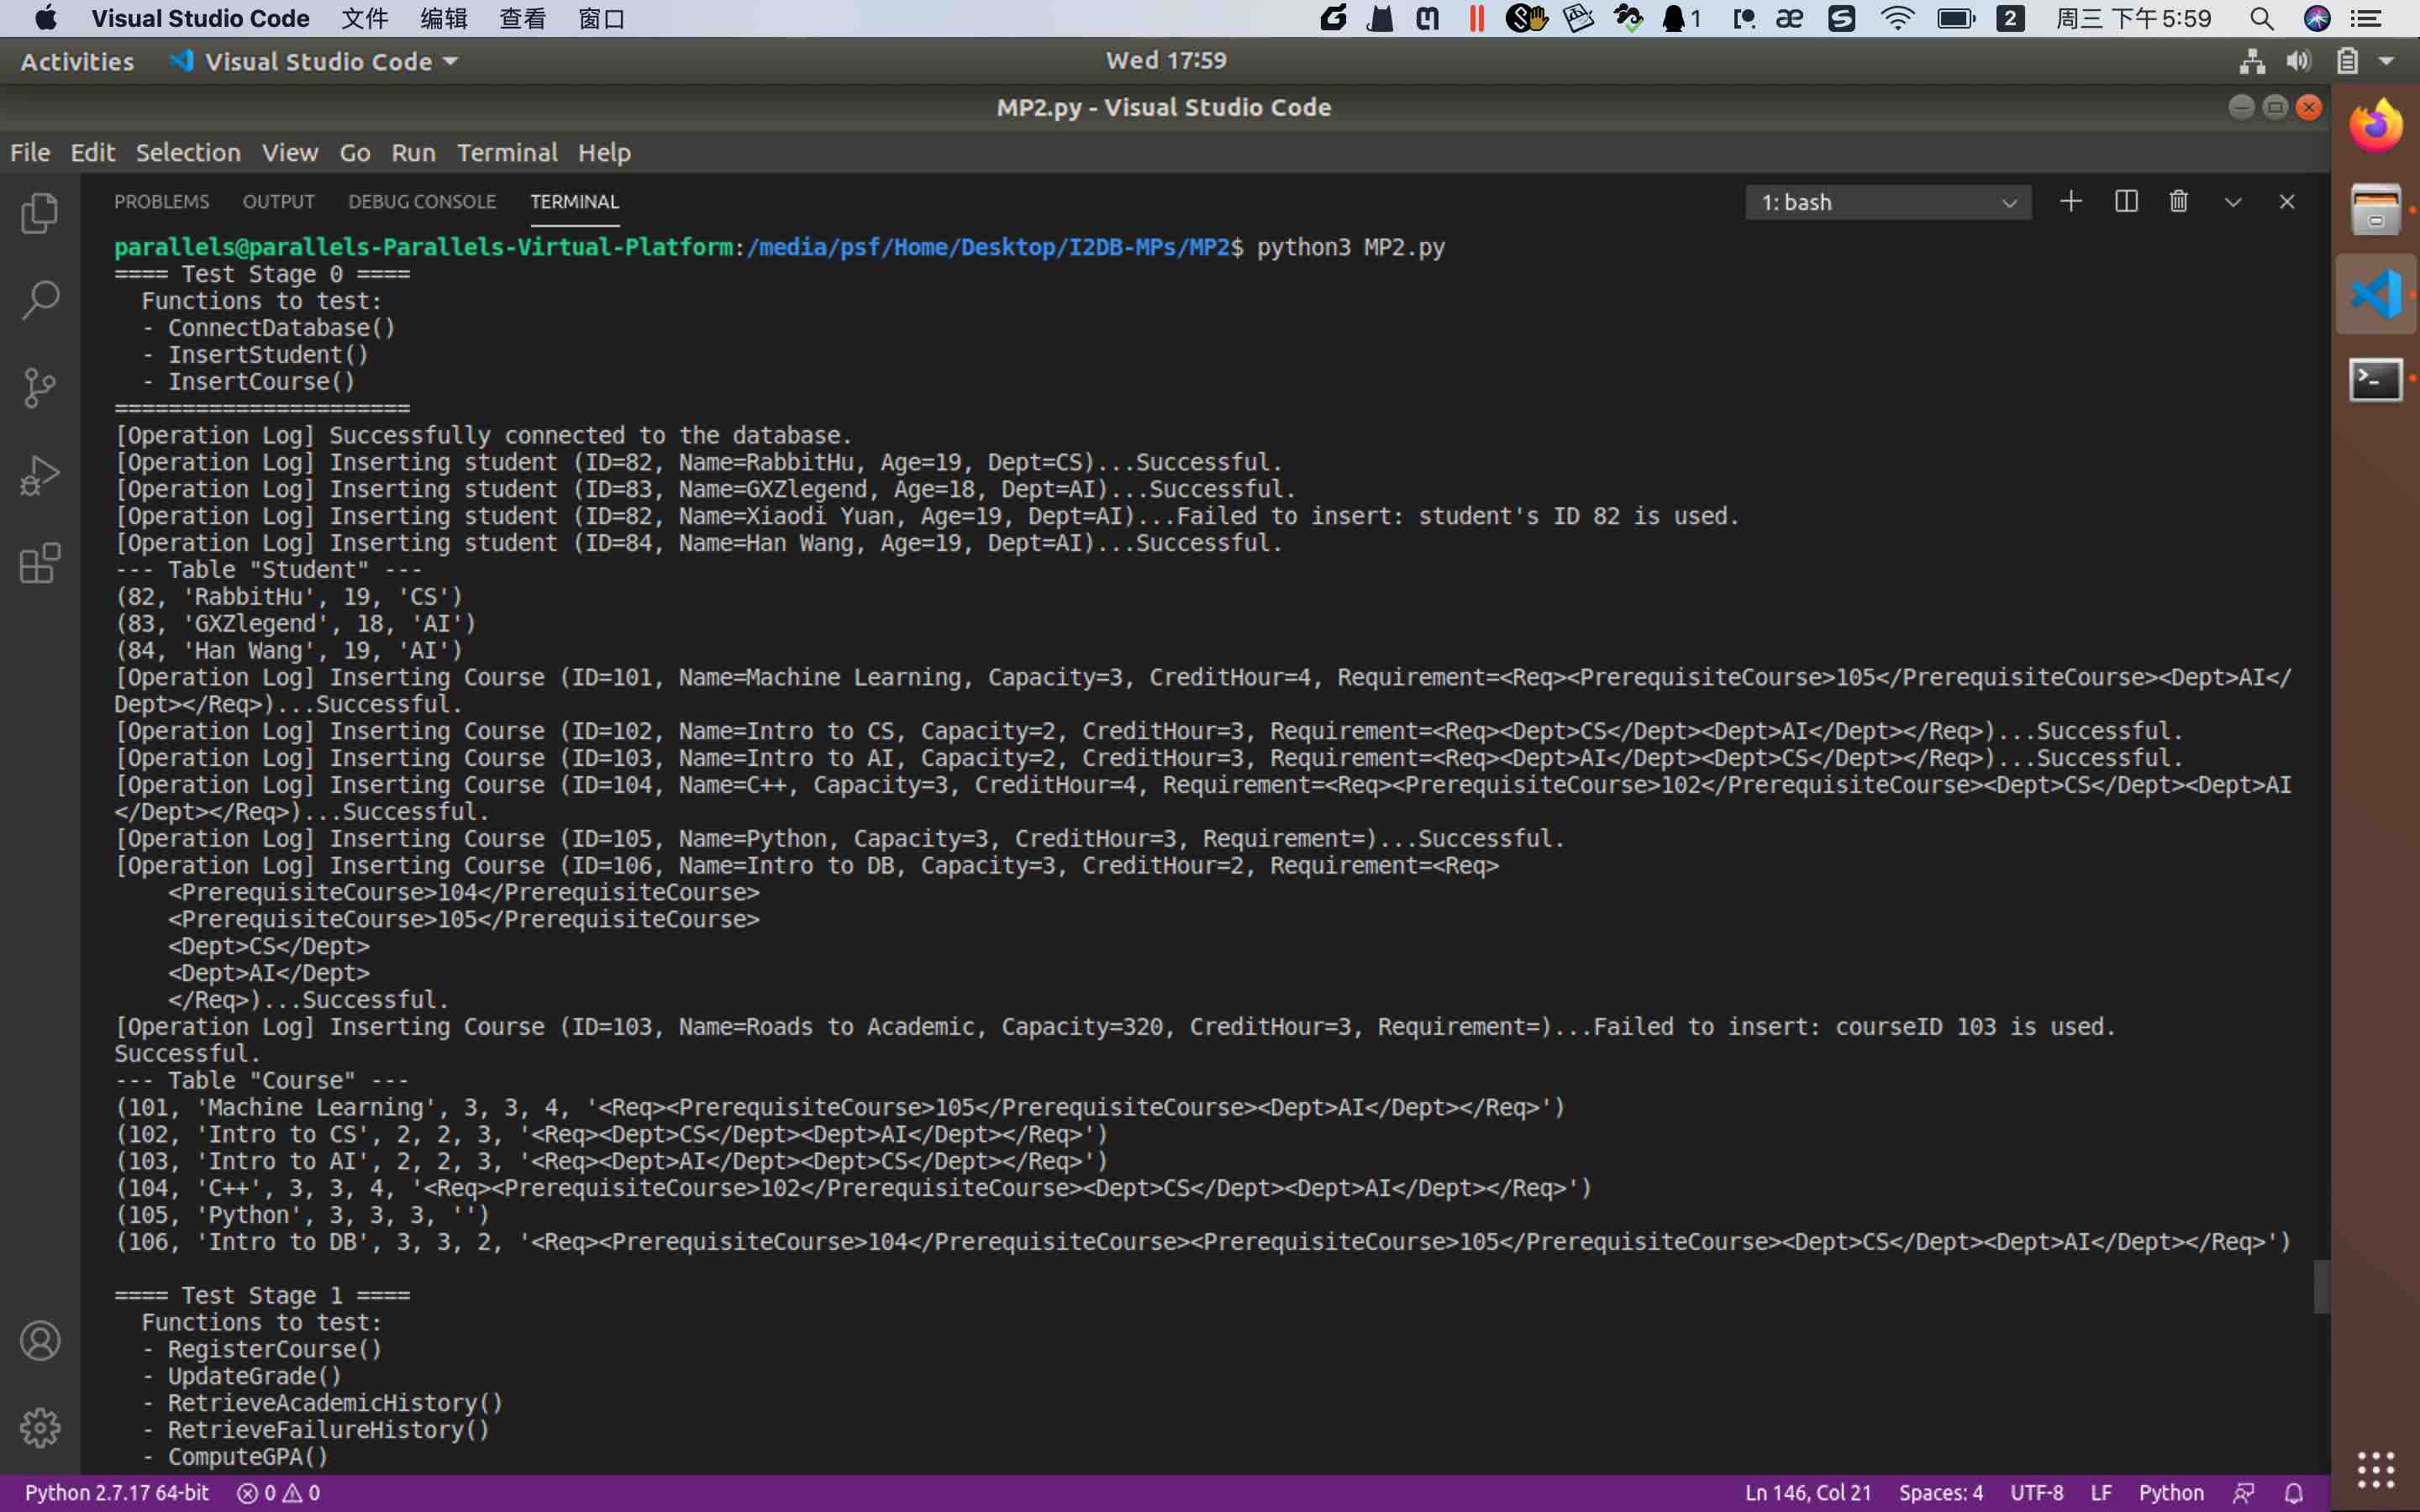 Visual Studio Code 文件 编辑 查看 窗口 1 2 周三 下午5:59
Activities Visual Studio Code Wed 17:59
MP2.py - Visual Studio Code
File Edit Selection View Go Run Terminal Help
PROBLEMS OUTPUT DEBUG CONSOLE TERMINAL 1: bash
parallels@parallels-Parallels-Virtual-Platform:/media/psf/Home/Desktop/I2DB-MPs/MP2$ python3 MP2.py
==== Test Stage 0 ====
  Functions to test:
  - ConnectDatabase()
  - InsertStudent()
  - InsertCourse()
======================
[Operation Log] Successfully connected to the database.
[Operation Log] Inserting student (ID=82, Name=RabbitHu, Age=19, Dept=CS)...Successful.
[Operation Log] Inserting student (ID=83, Name=GXZlegend, Age=18, Dept=AI)...Successful.
[Operation Log] Inserting student (ID=82, Name=Xiaodi Yuan, Age=19, Dept=AI)...Failed to insert: student's ID 82 is used.
[Operation Log] Inserting student (ID=84, Name=Han Wang, Age=19, Dept=AI)...Successful.
--- Table "Student" ---
(82, 'RabbitHu', 19, 'CS')
(83, 'GXZlegend', 18, 'AI')
(84, 'Han Wang', 19, 'AI')
[Operation Log] Inserting Course (ID=101, Name=Machine Learning, Capacity=3, CreditHour=4, Requirement=<Req><PrerequisiteCourse>105</PrerequisiteCourse><Dept>AI</
Dept></Req>)...Successful.
[Operation Log] Inserting Course (ID=102, Name=Intro to CS, Capacity=2, CreditHour=3, Requirement=<Req><Dept>CS</Dept><Dept>AI</Dept></Req>)...Successful.
[Operation Log] Inserting Course (ID=103, Name=Intro to AI, Capacity=2, CreditHour=3, Requirement=<Req><Dept>AI</Dept><Dept>CS</Dept></Req>)...Successful.
[Operation Log] Inserting Course (ID=104, Name=C++, Capacity=3, CreditHour=4, Requirement=<Req><PrerequisiteCourse>102</PrerequisiteCourse><Dept>CS</Dept><Dept>AI
</Dept></Req>)...Successful.
[Operation Log] Inserting Course (ID=105, Name=Python, Capacity=3, CreditHour=3, Requirement=)...Successful.
[Operation Log] Inserting Course (ID=106, Name=Intro to DB, Capacity=3, CreditHour=2, Requirement=<Req>
    <PrerequisiteCourse>104</PrerequisiteCourse>
    <PrerequisiteCourse>105</PrerequisiteCourse>
    <Dept>CS</Dept>
    <Dept>AI</Dept>
    </Req>)...Successful.
[Operation Log] Inserting Course (ID=103, Name=Roads to Academic, Capacity=320, CreditHour=3, Requirement=)...Failed to insert: courseID 103 is used.
Successful.
--- Table "Course" ---
(101, 'Machine Learning', 3, 3, 4, '<Req><PrerequisiteCourse>105</PrerequisiteCourse><Dept>AI</Dept></Req>')
(102, 'Intro to CS', 2, 2, 3, '<Req><Dept>CS</Dept><Dept>AI</Dept></Req>')
(103, 'Intro to AI', 2, 2, 3, '<Req><Dept>AI</Dept><Dept>CS</Dept></Req>')
(104, 'C++', 3, 3, 4, '<Req><PrerequisiteCourse>102</PrerequisiteCourse><Dept>CS</Dept><Dept>AI</Dept></Req>')
(105, 'Python', 3, 3, 3, '')
(106, 'Intro to DB', 3, 3, 2, '<Req><PrerequisiteCourse>104</PrerequisiteCourse><PrerequisiteCourse>105</PrerequisiteCourse><Dept>CS</Dept><Dept>AI</Dept></Req>')
==== Test Stage 1 ====
  Functions to test:
  - RegisterCourse()
  - UpdateGrade()
  - RetrieveAcademicHistory()
  - RetrieveFailureHistory()
  - ComputeGPA()
Python 2.7.17 64-bit 0 0 Ln 146, Col 21 Spaces: 4 UTF-8 LF Python